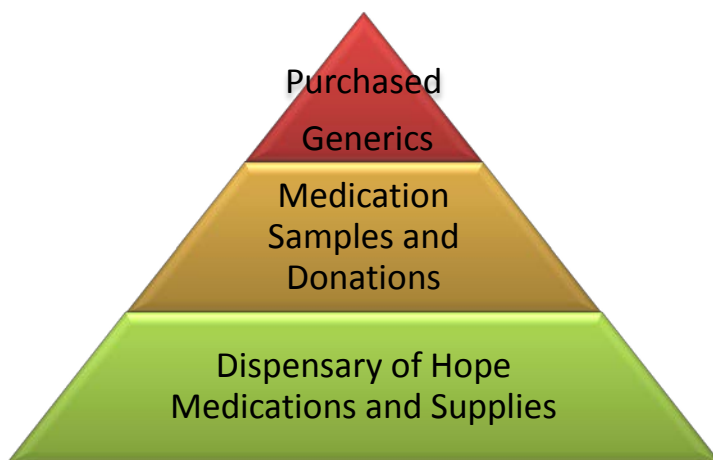 Purchased
Generics
Medication
Samples and
Donations
Dispensary of Hope
Medications and Supplies